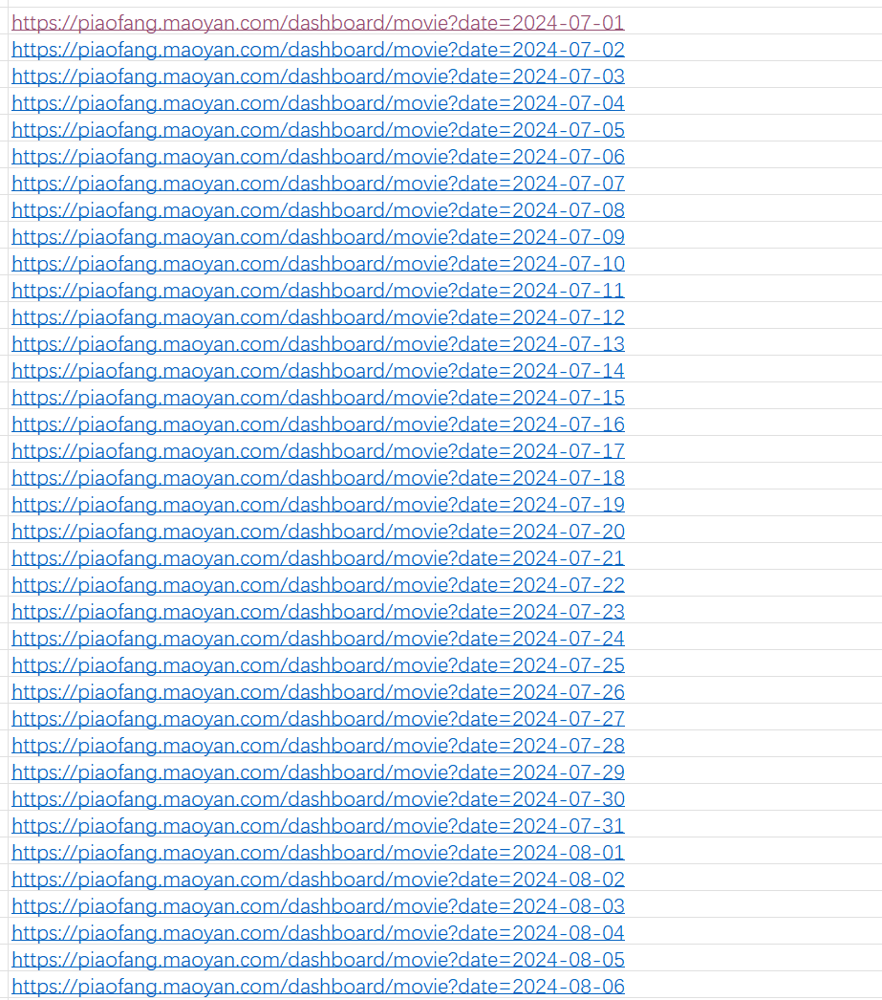 https://piaofang.maoyan.com/dashboard/movie?date=2024-07-01
https://piaofang.maoyan.com/dashboard/movie?date=2024-07-02
https://piaofang.maoyan.com/dashboard/movie?date=2024-07-03
https://piaofang.maoyan.com/dashboard/movie?date=2024-07-04
https://piaofang.maoyan.com/dashboard/movie?date=2024-07-05
https://piaofang.maoyan.com/dashboard/movie?date=2024-07-06
https://piaofang.maoyan.com/dashboard/movie?date=2024-07-07
https://piaofang.maoyan.com/dashboard/movie?date=2024-07-08
https://piaofang.maoyan.com/dashboard/movie?date=2024-07-09
https://piaofang.maoyan.com/dashboard/movie?date=2024-07-10
https://piaofang.maoyan.com/dashboard/movie?date=2024-07-11
https://piaofang.maoyan.com/dashboard/movie?date=2024-07-12
https://piaofang.maoyan.com/dashboard/movie?date=2024-07-13
https://piaofang.maoyan.com/dashboard/movie?date=2024-07-14
https://piaofang.maoyan.com/dashboard/movie?date=2024-07-15
https://piaofang.maoyan.com/dashboard/movie?date=2024-07-16
https://piaofang.maoyan.com/dashboard/movie?date=2024-07-17
https://piaofang.maoyan.com/dashboard/movie?date=2024-07-18
https://piaofang.maoyan.com/dashboard/movie?date=2024-07-19
https://piaofang.maoyan.com/dashboard/movie?date=2024-07-20
https://piaofang.maoyan.com/dashboard/movie?date=2024-07-21
https://piaofang.maoyan.com/dashboard/movie?date=2024-07-22
https://piaofang.maoyan.com/dashboard/movie?date=2024-07-23
https://piaofang.maoyan.com/dashboard/movie?date=2024-07-24
https://piaofang.maoyan.com/dashboard/movie?date=2024-07-25
https://piaofang.maoyan.com/dashboard/movie?date=2024-07-26
https://piaofang.maoyan.com/dashboard/movie?date=2024-07-27
https://piaofang.maoyan.com/dashboard/movie?date=2024-07-28
https://piaofang.maoyan.com/dashboard/movie?date=2024-07-29
https://piaofang.maoyan.com/dashboard/movie?date=2024-07-30
https://piaofang.maoyan.com/dashboard/movie?date=2024-07-31
https://piaofang.maoyan.com/dashboard/movie?date=2024-08-01
https://piaofang.maoyan.com/dashboard/movie?date=2024-08-02
https://piaofang.maoyan.com/dashboard/movie?date=2024-08-03
https://piaofang.maoyan.com/dashboard/movie?date=2024-08-04
https://piaofang.maoyan.com/dashboard/movie?date=2024-08-05
https://piaofang.maoyan.com/dashboard/movie?date=2024-08-06